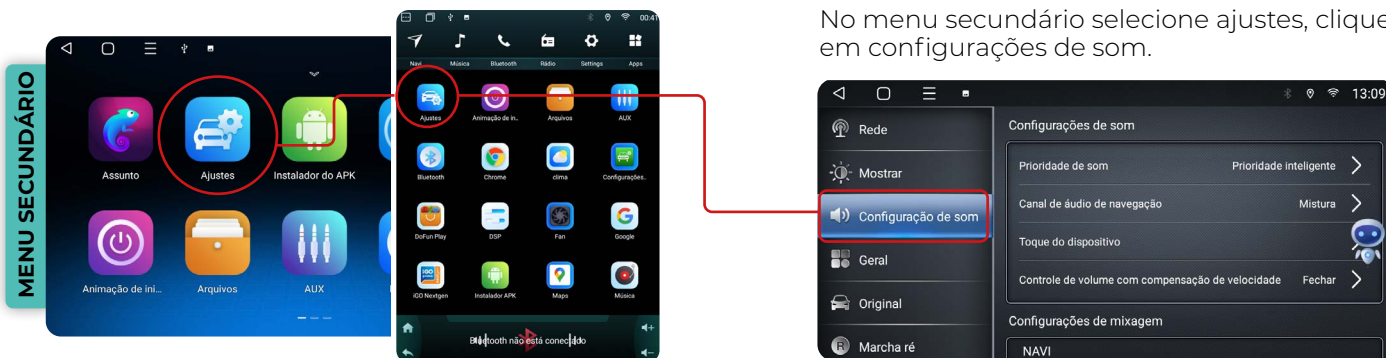 MENU SECUNDÁRIO
Assunto
Ajustes
Instalador do APK
Animação de ini...
Arquivos
AUX
00:41
Navi
Música
Bluetooth
Rádio
Settings
Apps
Ajustes
Animação de in..
Arquivos
AUX
Bluetooth
Chrome
clima
Configurações..
DoFun Play
DSP
Fan
Google
iGO Nextgen
Instalador APK
Maps
Música
Bluetooth não está conectado
No menu secundário selecione ajustes, clique
em configurações de som.
13:09
Rede
Mostrar
Configuração de som
Geral
Original
Marcha ré
Configurações de som
Prioridade de som
Prioridade inteligente
Canal de áudio de navegação
Mistura
Toque do dispositivo
Controle de volume com compensação de velocidade
Fechar
Configurações de mixagem
NAVI